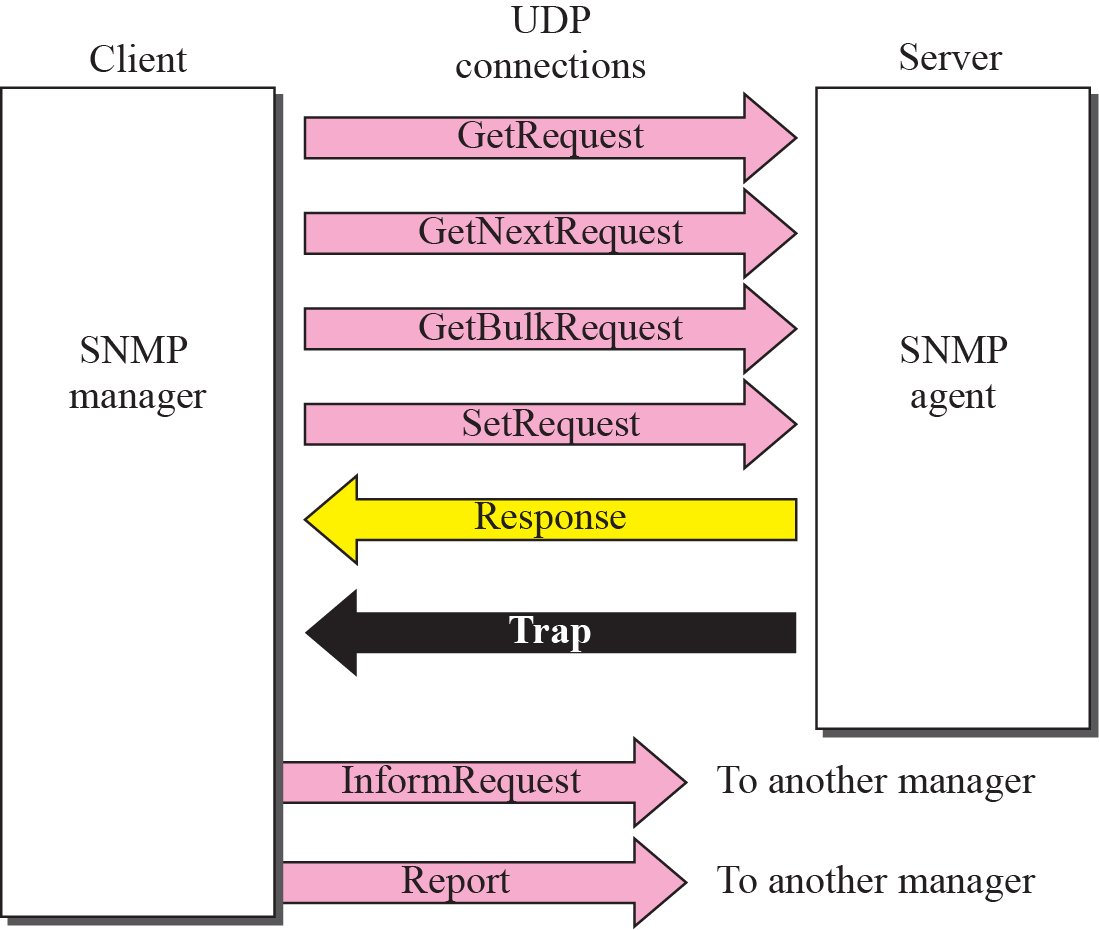 UDP
connections
Client
Server
GetRequest
GetNextRequest
GetBulkRequest
SetRequest
SNMP
manager
SNMP
agent
Response
Trap
InformRequest
To another manager
Report
To another manager